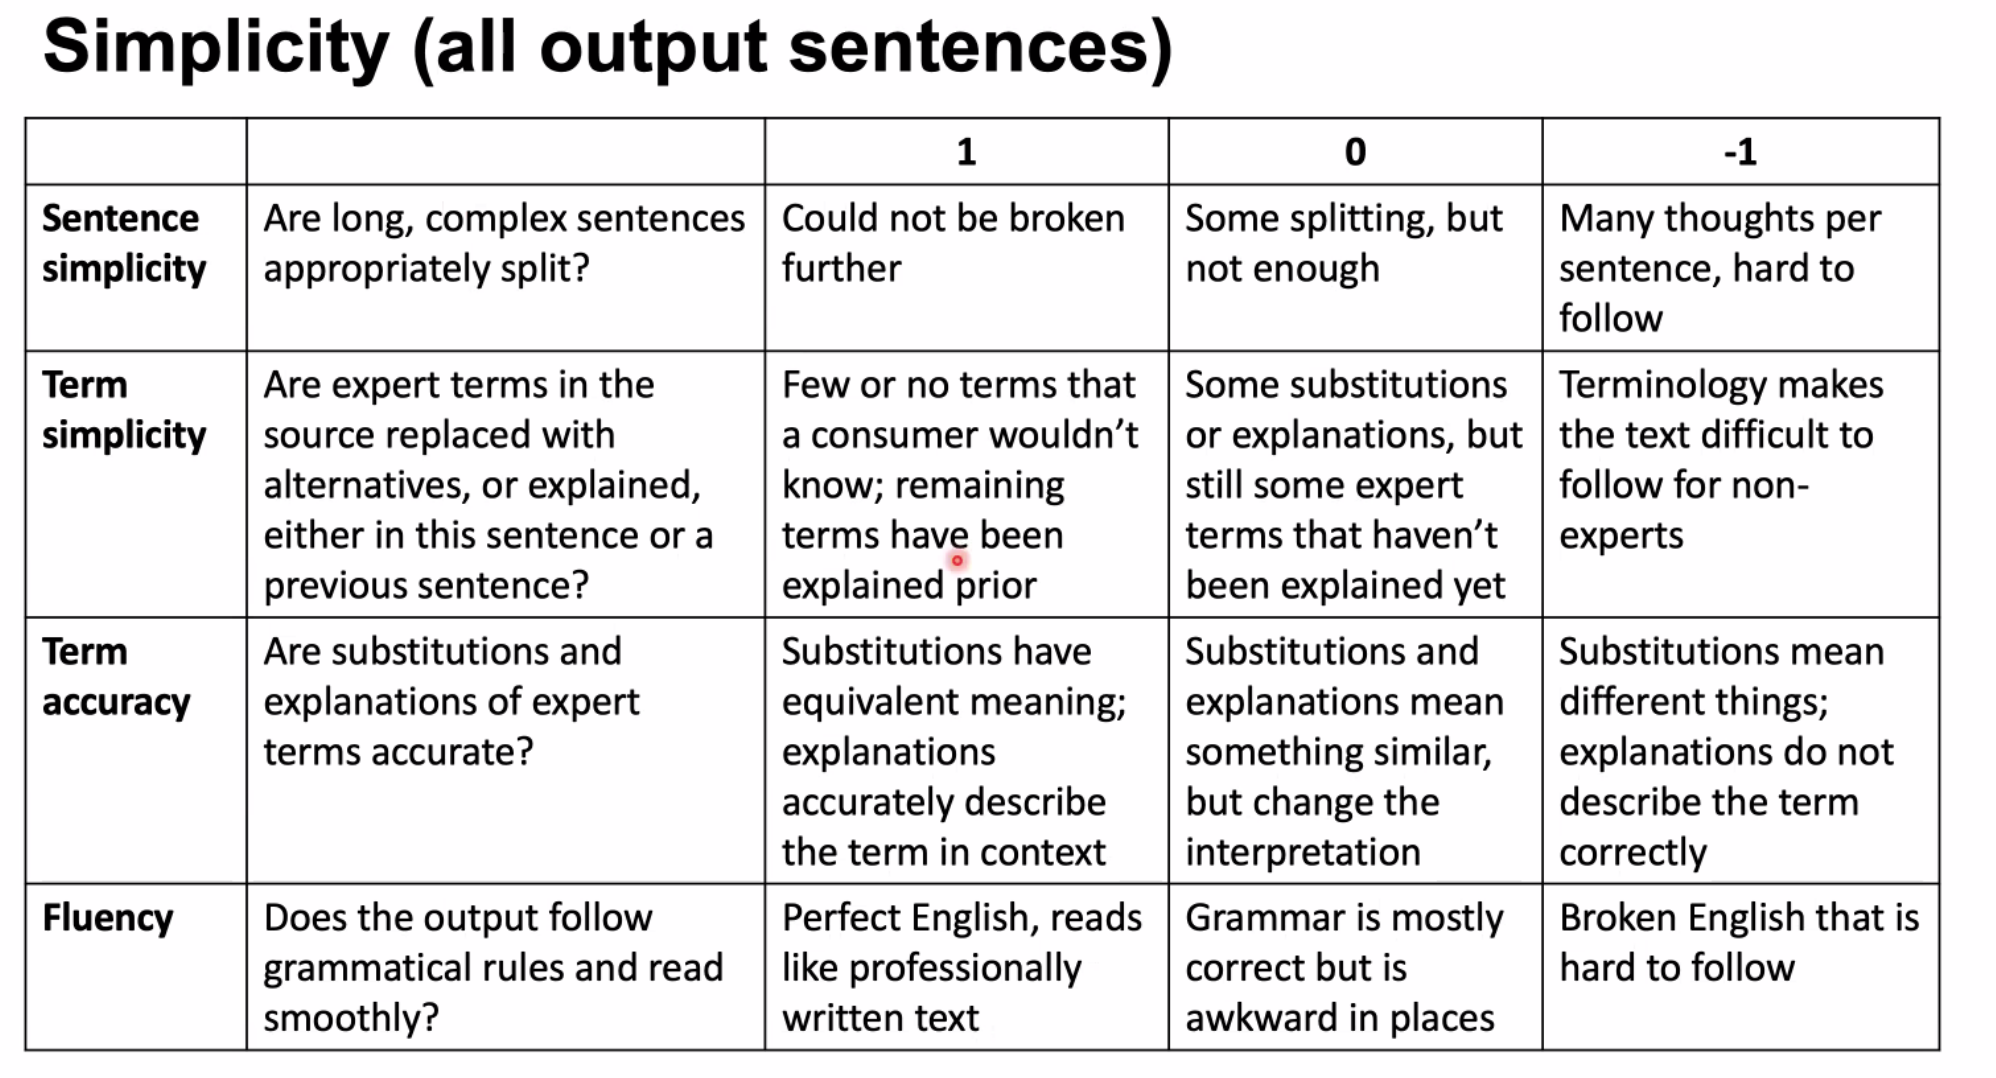 Simplicity (all output sentences)
1
0
-1
Sentence
simplicity
Are long, complex sentences
appropriately split?
Could not be broken
further
Some splitting, but
not enough
Many thoughts per
sentence, hard to
follow
Term
simplicity
Are expert terms in the
source replaced with
alternatives, or explained,
either in this sentence or a
previous sentence?
Few or no terms that
a consumer wouldn’t
know; remaining
terms have been
explained prior
Some substitutions
or explanations, but
still some expert
terms that haven’t
been explained yet
Terminology makes
the text difficult to
follow for non-
experts
Term
accuracy
Are substitutions and
explanations of expert
terms accurate?
Substitutions have
equivalent meaning;
explanations
accurately describe
the term in context
Substitutions and
explanations mean
something similar,
but change the
interpretation
Substitutions mean
different things;
explanations do not
describe the term
correctly
Fluency
Does the output follow
grammatical rules and read
smoothly?
Perfect English, reads
like professionally
written text
Grammar is mostly
correct but is
awkward in places
Broken English that is
hard to follow